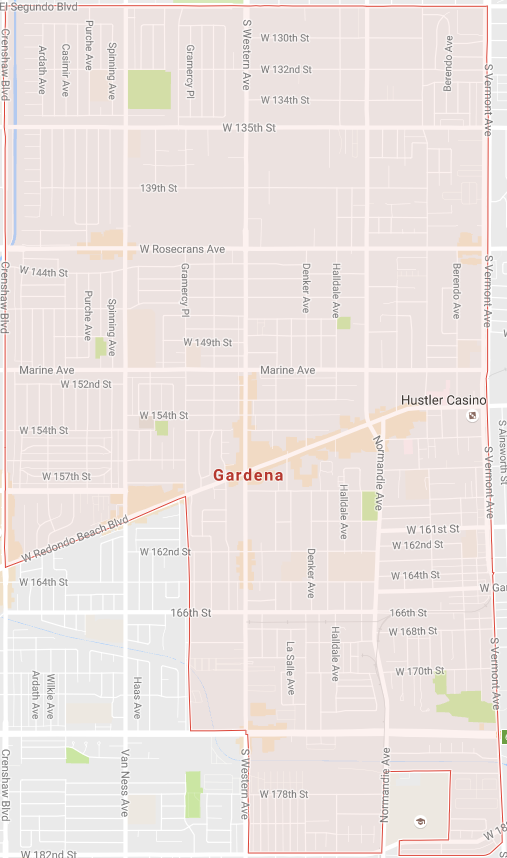 El Segundo Blvd
Crenshaw Blvd
Ardath Ave
Casimir Ave
Purche Ave
Spinning Ave
Gramercy Pl
S Western Ave
W 130th St
W 132nd St
W 134th St
Berendo Ave
S Vermont Ave
W 135th St
139th St
W Rosecrans Ave
Crenshaw Blvd
W 144th St
Purche Ave
Spinning Ave
Gramercy Pl
Denker Ave
Halldale Ave
Berendo Ave
S Vermont Ave
W 149th St
Marine Ave
Marine Ave
W 152nd St
Hustler Casino
W 154th St
W 154th St
Normandie Ave
S Vermont Ave
S Ainsworth St
W 157th St
Gardena
Halldale Ave
W Redondo Beach Blvd
W 161st St
W 162nd St
W 162nd St
Denker Ave
W 164th St
W 164th St
W Ga
166th St
166th St
W 168th St
La Salle Ave
Halldale Ave
S Vermont Ave
W 170th St
Ardath Ave
Wilkie Ave
Haas Ave
Crenshaw Blvd
Van Ness Ave
S Western Ave
Normandie Ave
W 178th St
W 182nd St
W 18